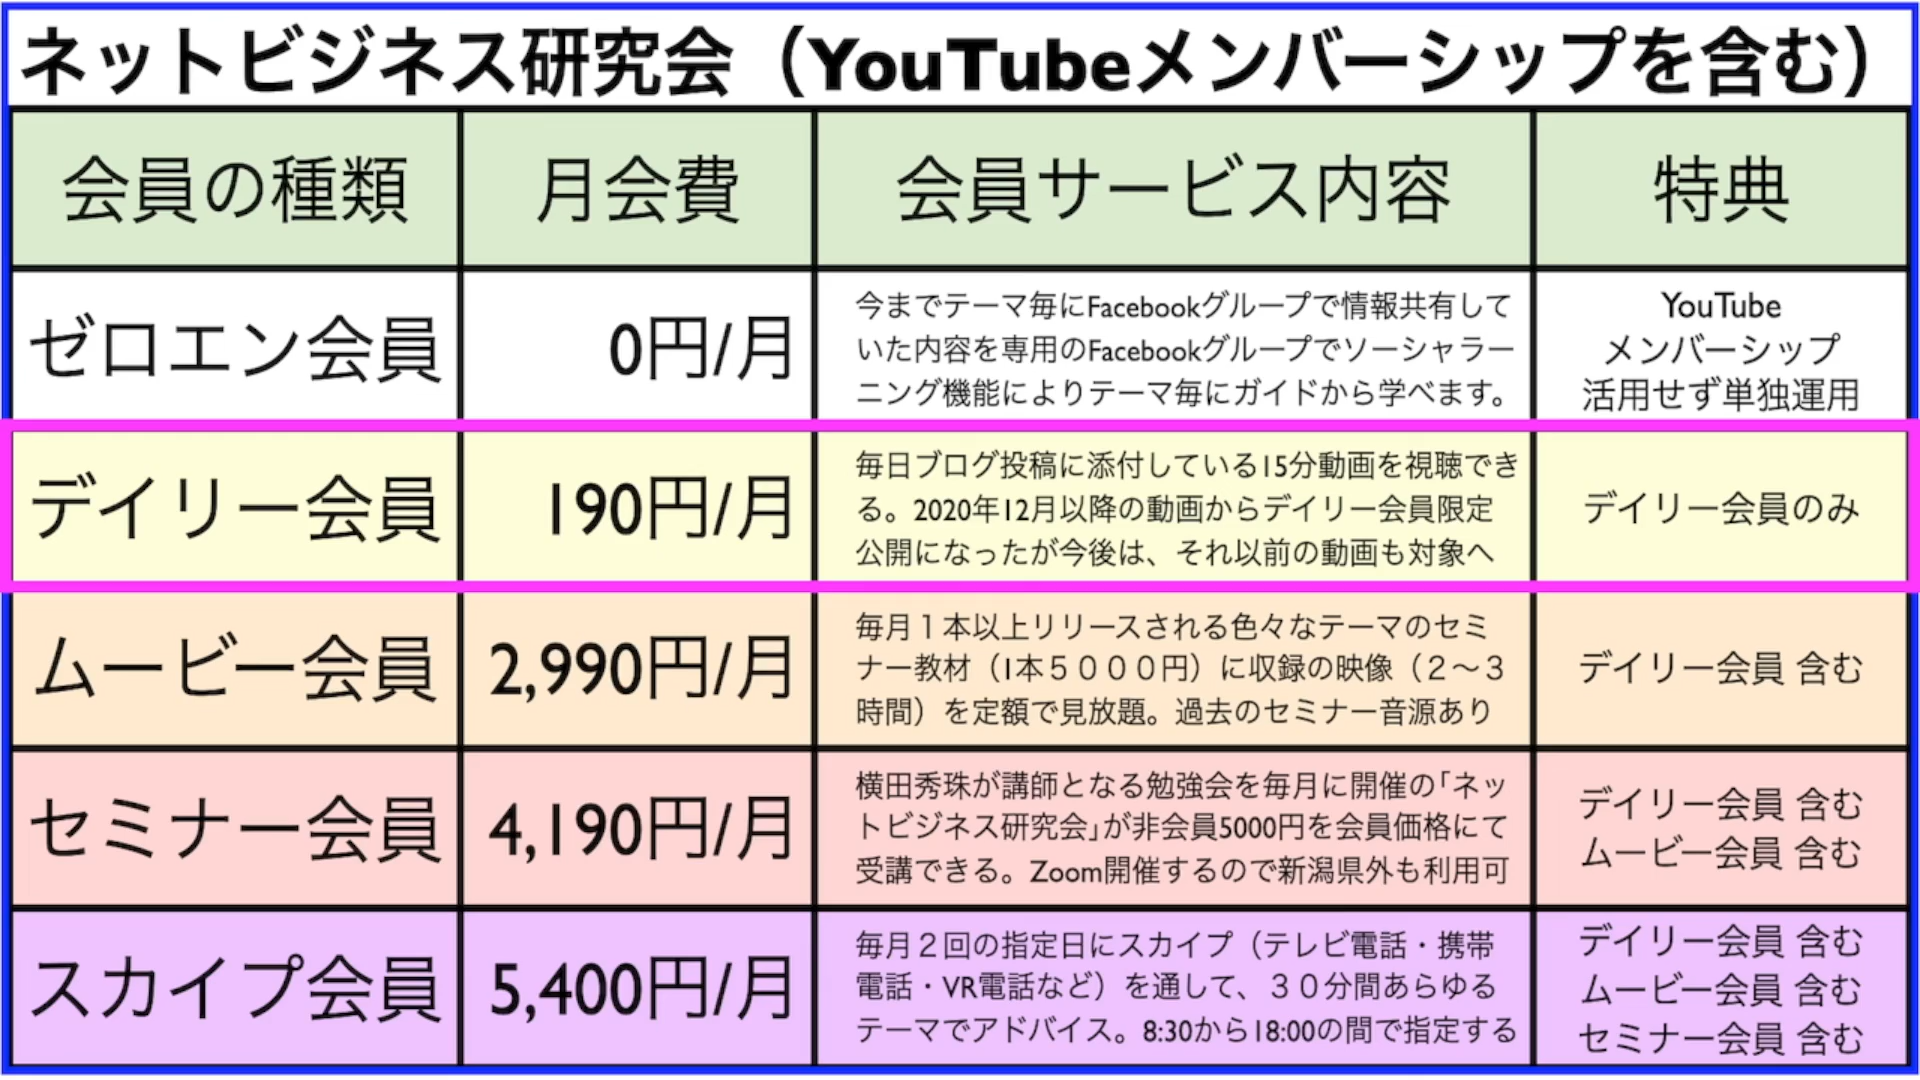 ネットビジネス研究会（YouTubeメンバーシップを含む）
会員の種類
月会費
会員サービス内容
特典
ゼロエン会員
0円/月
今までテーマ毎にFacebookグループで情報共有して
いた内容を専用のFacebookグループでソーシャラー
ニング機能によりテーマ毎にガイドから学べます。
YouTube
メンバーシップ
活用せず単独運用
デイリー会員
190円/月
毎日ブログ投稿に添付している15分動画を視聴でき
る。2020年12月以降の動画からデイリー会員限定
公開になったが今後は、それ以前の動画も対象へ
デイリー会員のみ
ムービー会員
2,990円/月
毎月１本以上リリースされる色々なテーマのセミ
ナー教材（1本５０００円）に収録の映像（２〜３
時間）を定額で見放題。過去のセミナー音源あり
デイリー会員 含む
セミナー会員
4,190円/月
横田秀珠が講師となる勉強会を毎月に開催の｢ネッ
トビジネス研究会｣が非会員5000円を会員価格にて
受講できる。Zoom開催するので新潟県外も利用可
デイリー会員 含む
ムービー会員 含む
スカイプ会員
5,400円/月
毎月２回の指定日にスカイプ（テレビ電話・携帯
電話・VR電話など）を通して、３０分間あらゆる
テーマでアドバイス。8:30から18:00の間で指定する
デイリー会員 含む
ムービー会員 含む
セミナー会員 含む